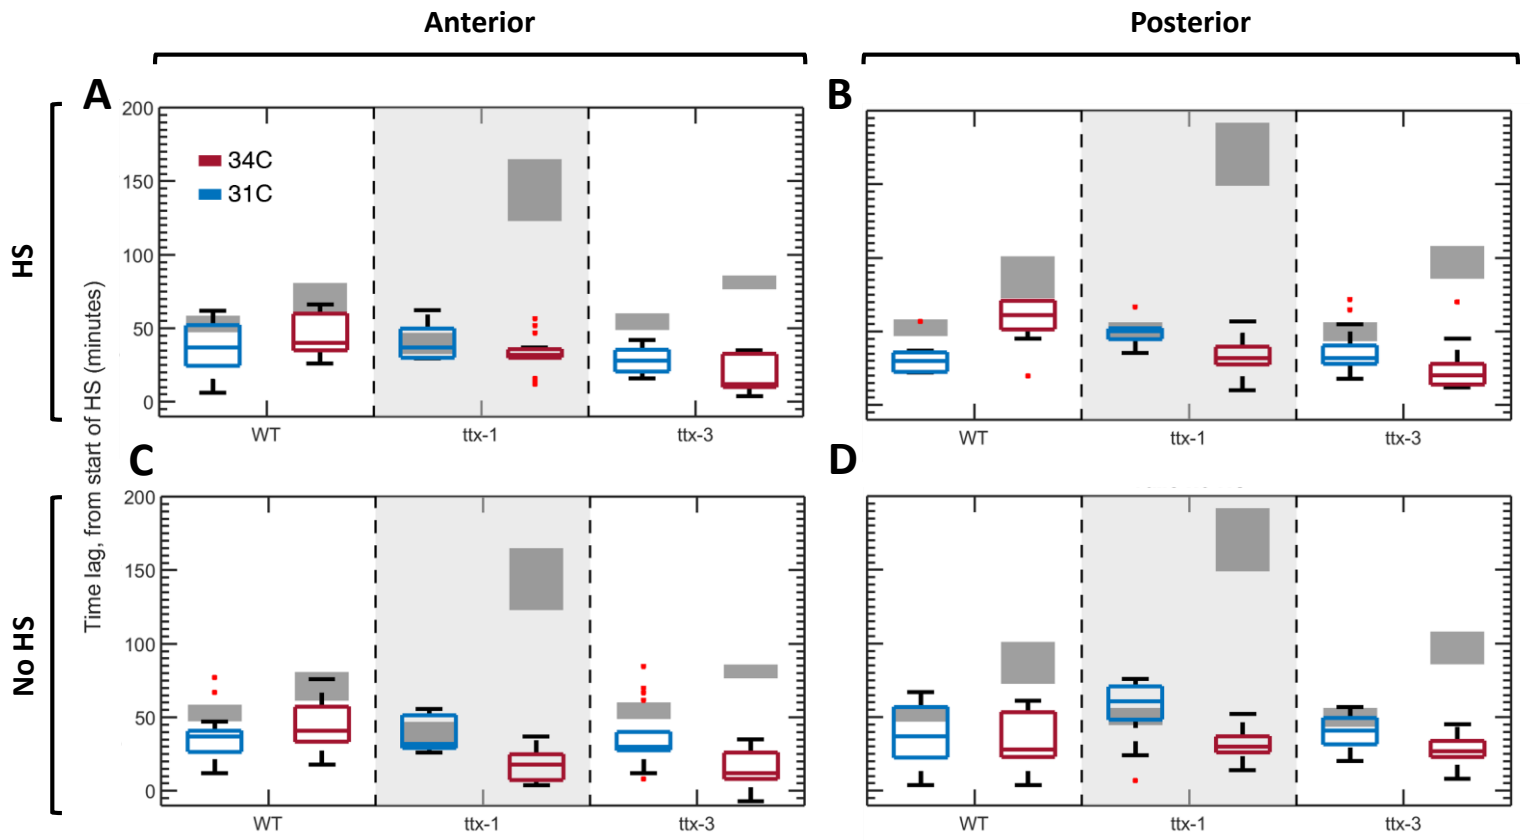 Anterior
Posterior
HS
No HS
Time lag, from start of HS (minutes)
A
200
150
100
50
0
34C
31C
WT
ttx-1
ttx-3
B
WT
ttx-1
ttx-3
C
200
150
100
50
0
WT
ttx-1
ttx-3
D
WT
ttx-1
ttx-3